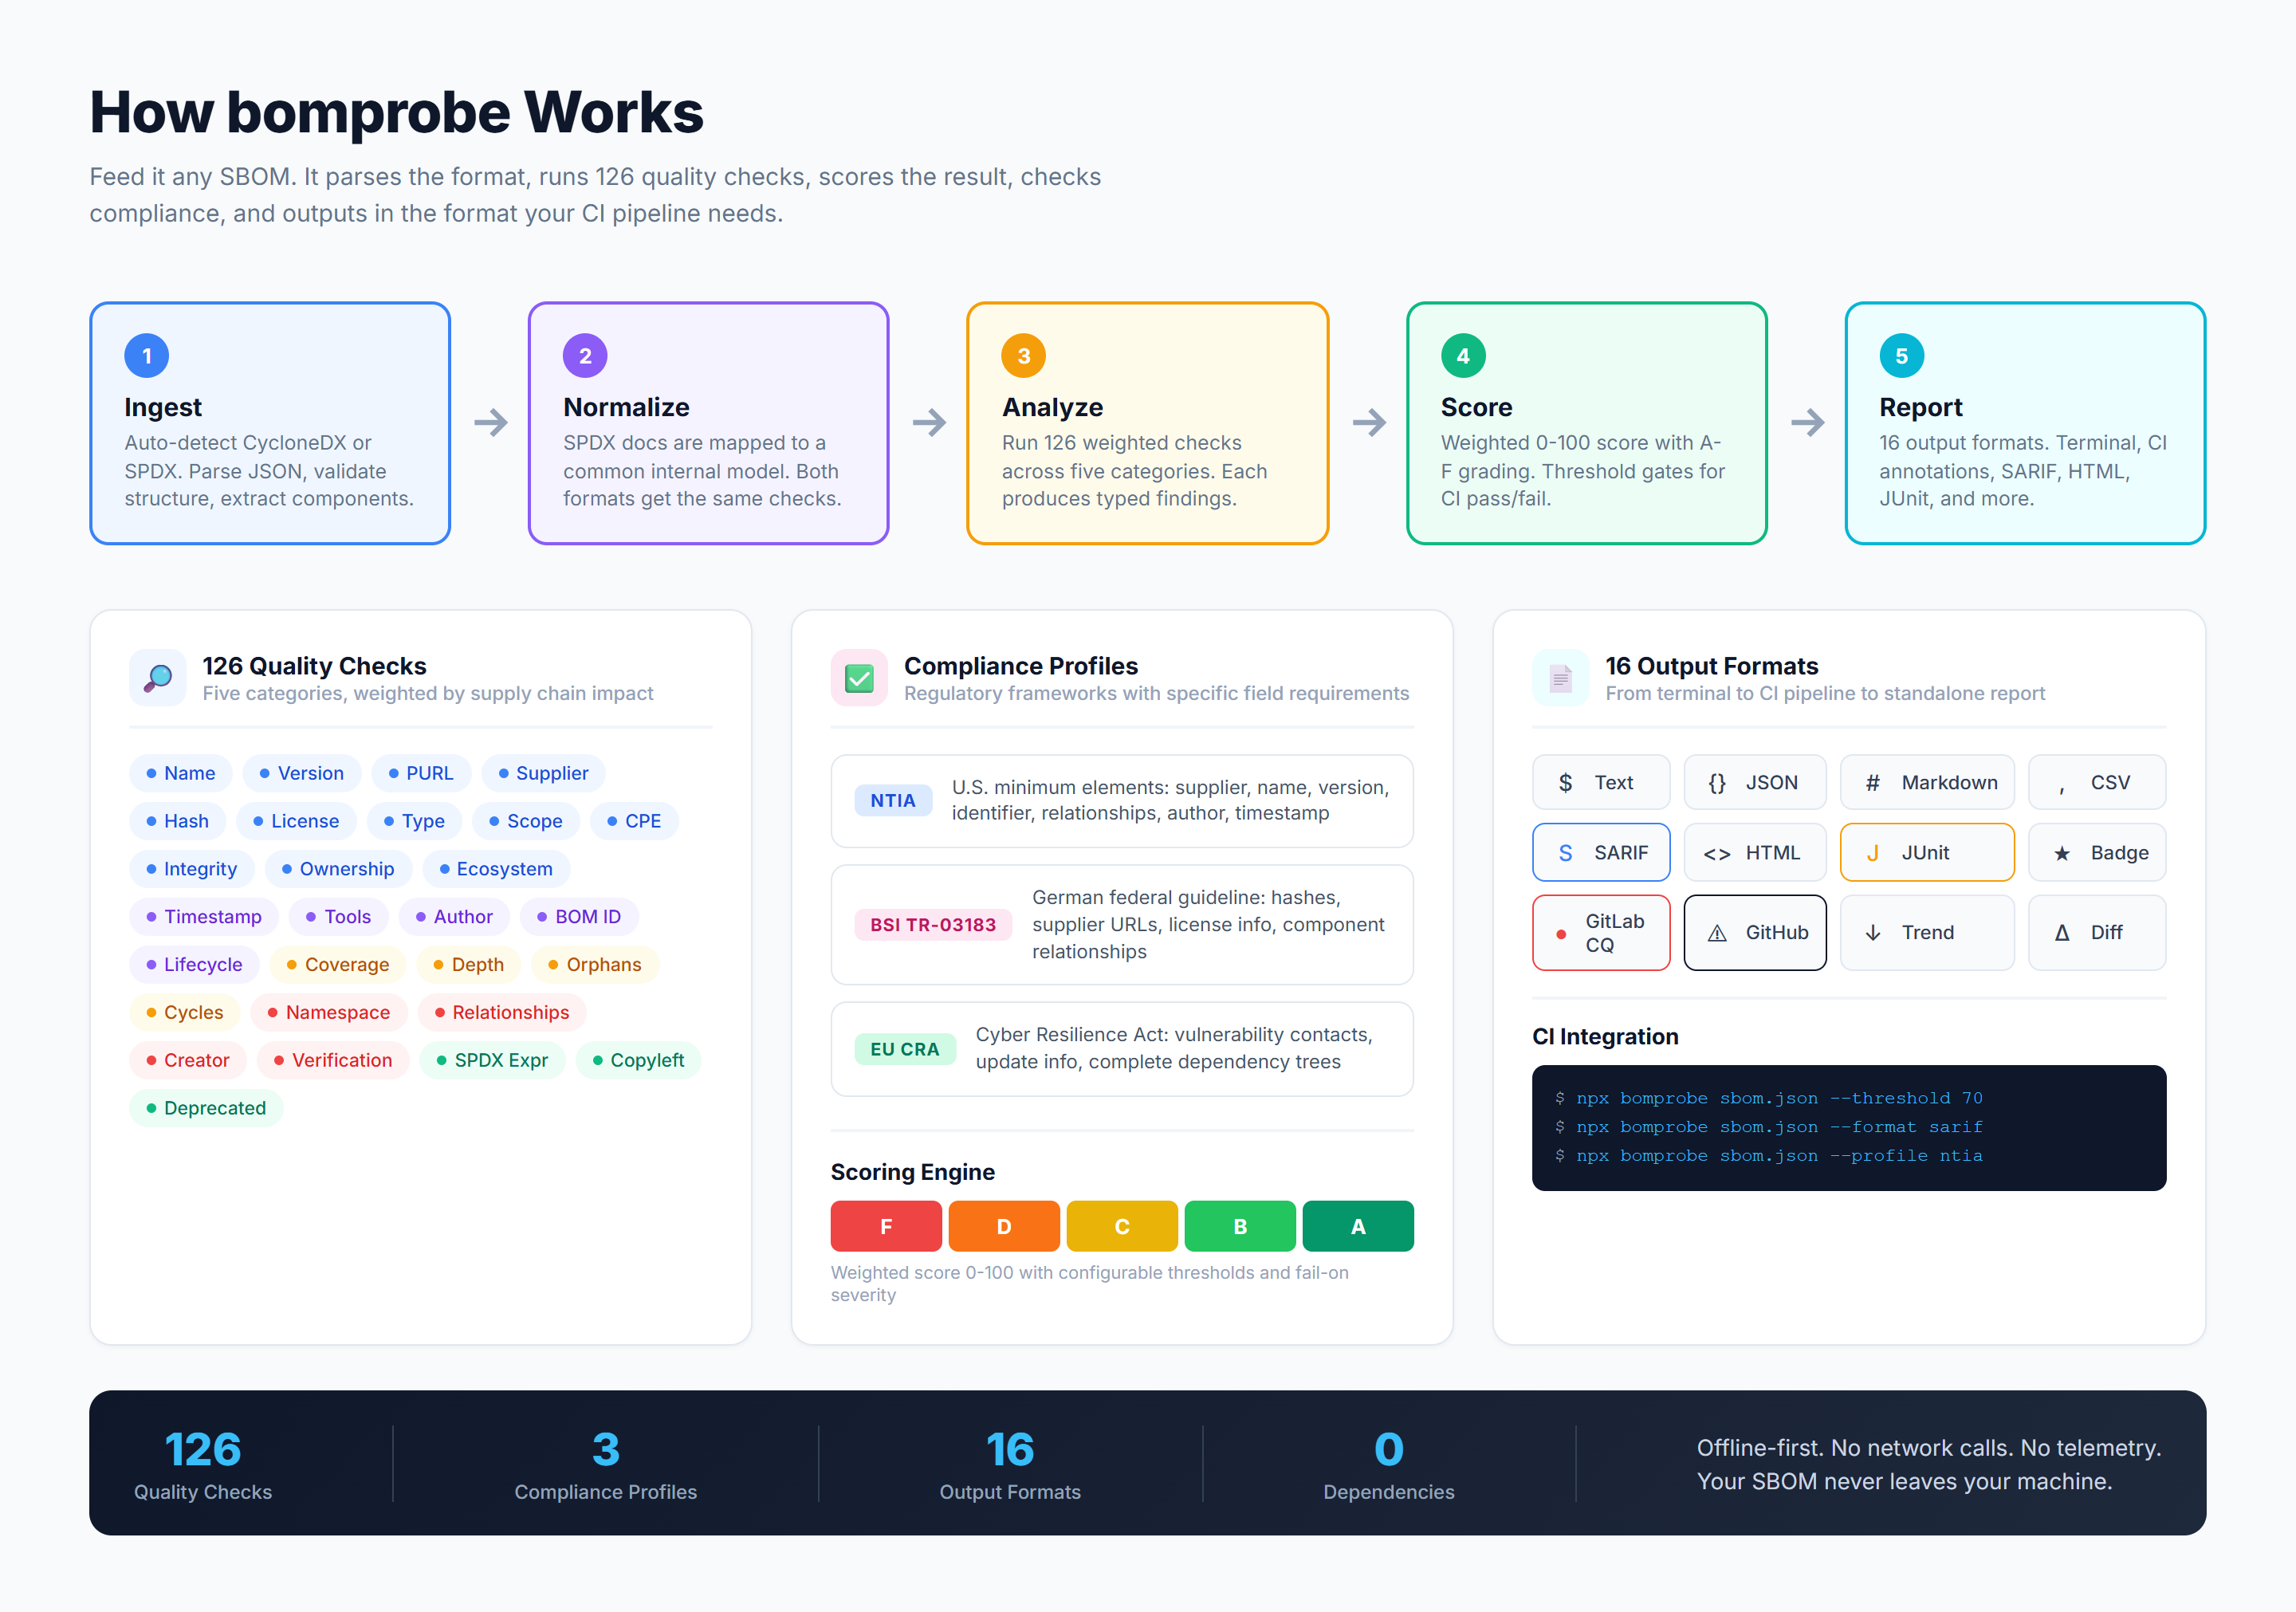 How bomprobe Works
Feed it any SBOM. It parses the format, runs 126 quality checks, scores the result, checks
compliance, and outputs in the format your CI pipeline needs.
1
Ingest
Auto-detect CycloneDX or
SPDX. Parse JSON, validate
structure, extract components.
→
2
Normalize
SPDX docs are mapped to a
common internal model. Both
formats get the same checks.
→
3
Analyze
Run 126 weighted checks
across five categories. Each
produces typed findings.
→
4
Score
Weighted 0-100 score with A-
F grading. Threshold gates for
CI pass/fail.
→
5
Report
16 output formats. Terminal, CI
annotations, SARIF, HTML,
JUnit, and more.
126 Quality Checks
Five categories, weighted by supply chain impact
Name Version PURL Supplier
Hash License Type Scope CPE
Integrity Ownership Ecosystem
Timestamp Tools Author BOM ID
Lifecycle Coverage Depth Orphans
Cycles Namespace Relationships
Creator Verification SPDX Expr Copyleft
Deprecated
Compliance Profiles
Regulatory frameworks with specific field requirements
NTIA
U.S. minimum elements: supplier, name, version,
identifier, relationships, author, timestamp
BSI TR-03183
German federal guideline: hashes,
supplier URLs, license info, component
relationships
EU CRA
Cyber Resilience Act: vulnerability contacts,
update info, complete dependency trees
Scoring Engine
F D C B A
Weighted score 0-100 with configurable thresholds and fail-on
severity
16 Output Formats
From terminal to CI pipeline to standalone report
$ Text {} JSON # Markdown , CSV
S SARIF <> HTML J JUnit ★ Badge
● GitLab
CQ
⚠ GitHub ↓ Trend Δ Diff
CI Integration
$ npx bomprobe sbom.json --threshold 70
$ npx bomprobe sbom.json --format sarif
$ npx bomprobe sbom.json --profile ntia
126
Quality Checks
3
Compliance Profiles
16
Output Formats
0
Dependencies
Offline-first. No network calls. No telemetry.
Your SBOM never leaves your machine.